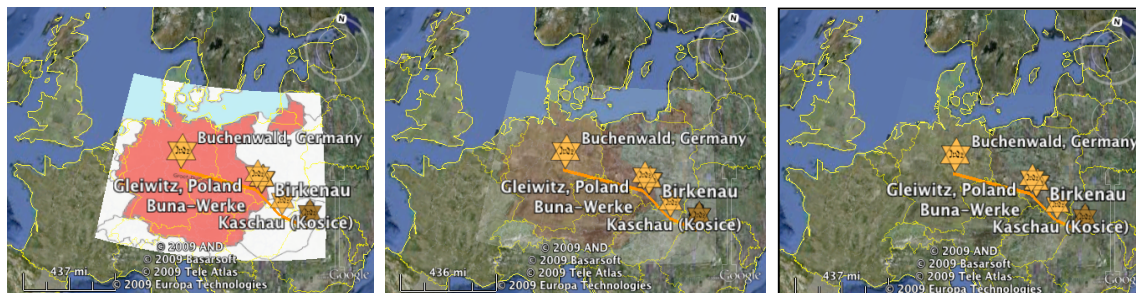 N
Buchenwald, Germany
Gleiwitz, Poland
Birkenau
Buna-Werke
Kaschau (Kosice)
© 2009 AND
© 2009 Basarsoft
437 mi
© 2009 Tele Atlas
© 2009 Europa Technologies
Google
N
Buchenwald, Germany
Gleiwitz, Poland
Birkenau
Buna-Werke
Kaschau (Kosice)
© 2009 AND
© 2009 Basarsoft
436 mi
© 2009 Tele Atlas
© 2009 Europa Technologies
Google
N
Buchenwald, Germany
Gleiwitz, Poland
Birkenau
Buna-Werke
Kaschau (Kosice)
© 2009 AND
© 2009 Basarsoft
437 mi
© 2009 Tele Atlas
© 2009 Europa Technologies
Google